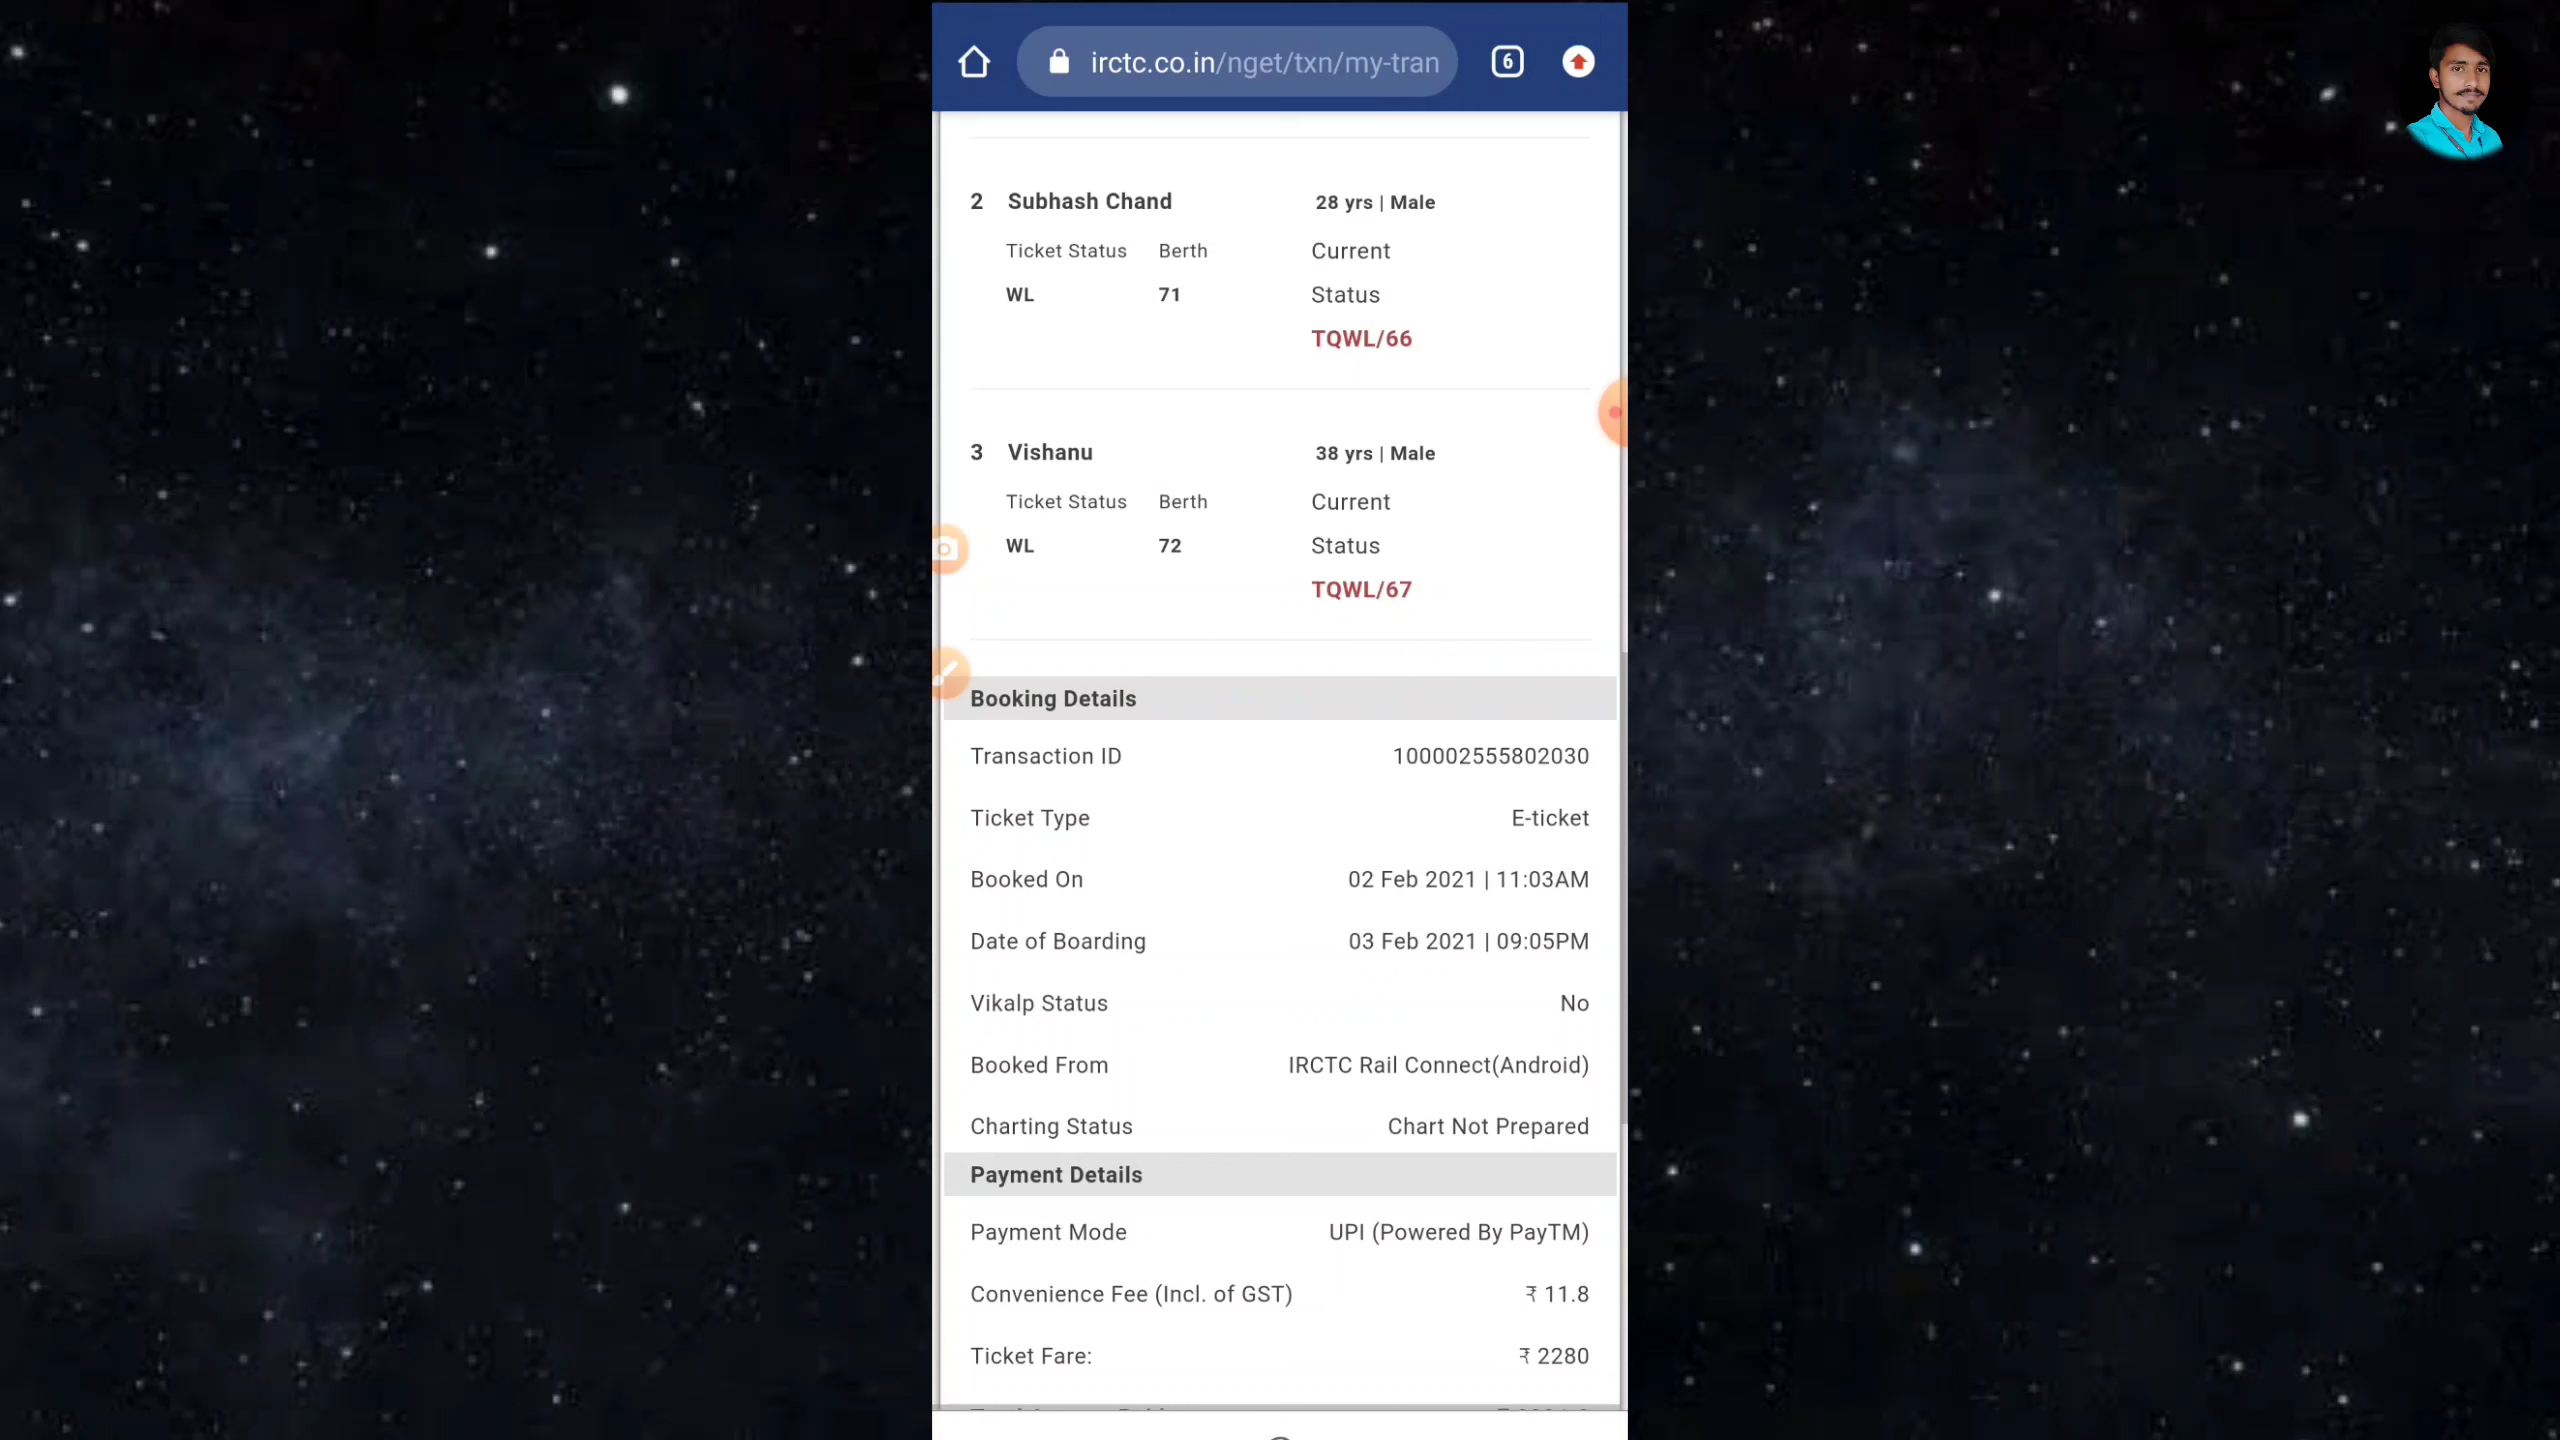 irctc.co.in/nget/txn/my-tran
6
2 Subhash Chand 28 yrs | Male
Ticket Status Berth Current
WL 71 Status
TQWL/66
3 Vishanu 38 yrs | Male
Ticket Status Berth Current
WL 72 Status
TQWL/67
Booking Details
Transaction ID 100002555802030
Ticket Type E-ticket
Booked On 02 Feb 2021 | 11:03AM
Date of Boarding 03 Feb 2021 | 09:05PM
Vikalp Status No
Booked From IRCTC Rail Connect(Android)
Charting Status Chart Not Prepared
Payment Details
Payment Mode UPI (Powered By PayTM)
Convenience Fee (Incl. of GST) ₹ 11.8
Ticket Fare: ₹ 2280